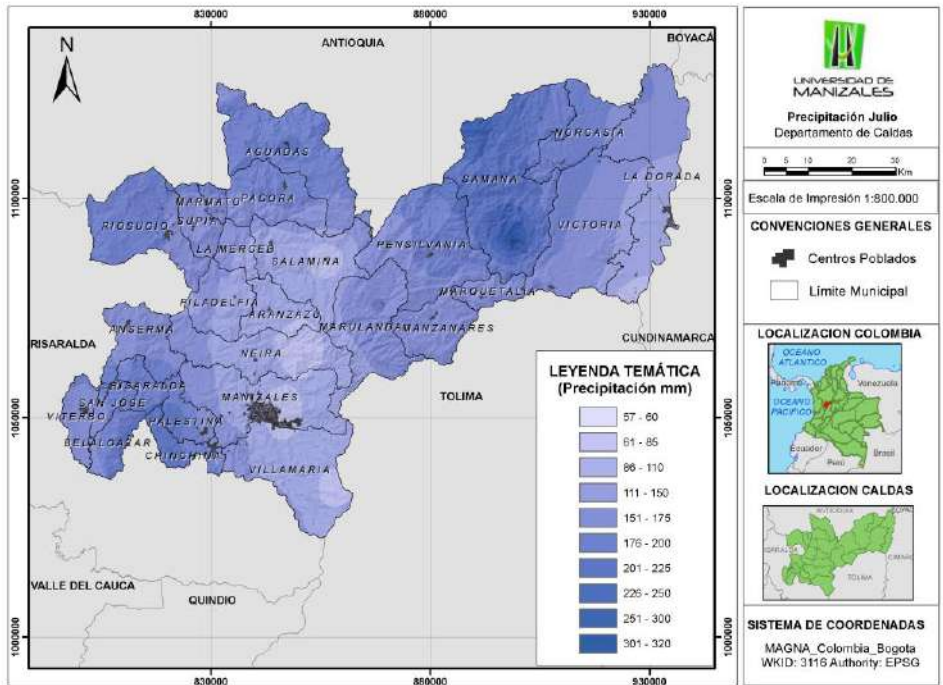 830000
880000
930000
N
ANTIOQUIA
BOYACÁ
NORCASIA
AGUADAS
LA DORADA
SAMANA
PACORA
MARMATO
1100000
SUPIA
RIOSUCIO
VICTORIA
PENSILVANIA
LA MERCED
SALAMINA
MARQUETALIA
FILADELFIA
ARANZAZU
MARULANDA
MANZANARES
ANSERMA
CUNDINAMARCA
RISARALDA
NEIRA
RISARALDA
SAN JOSE
MANIZALES
TOLIMA
VITERBO
PALESTINA
1050000
BELALCAZAR
CHINCHINA
VILLAMARIA
VALLE DEL CAUCA
QUINDIO
1000000
830000
880000
930000
1100000
1050000
1000000
LEYENDA TEMÁTICA
(Precipitación mm)
57 - 60
61 - 85
86 - 110
111 - 150
151 - 175
176 - 200
201 - 225
226 - 250
251 - 300
301 - 320
UNIVERSIDAD DE
MANIZALES
Precipitación Julio
Departamento de Caldas
0 5 10 20 30
Km
Escala de Impresión 1:800.000
CONVENCIONES GENERALES
Centros Poblados
Límite Municipal
LOCALIZACION COLOMBIA
OCEANO
ATLANTICO
Panamá
Venezuela
OCEANO
PACIFICO
Ecuador
Brasil
Perú
LOCALIZACION CALDAS
ANTIOQUIA
TOLIMA
SISTEMA DE COORDENADAS
MAGNA_Colombia_Bogota
WKID: 3116 Authority: EPSG